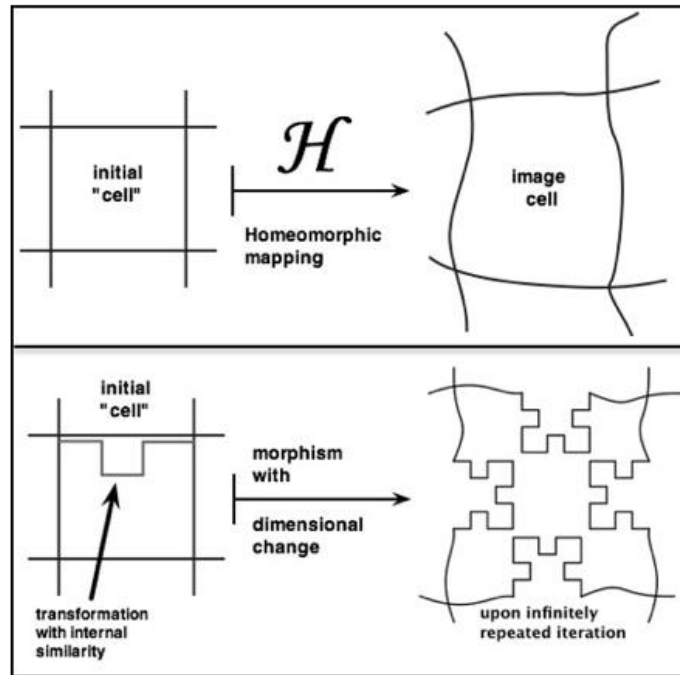 initial
"cell"
ℋ
Homeomorphic
mapping
image
cell
initial
"cell"
morphism
with
dimensional
change
transformation
with internal
similarity
upon infinitely
repeated iteration